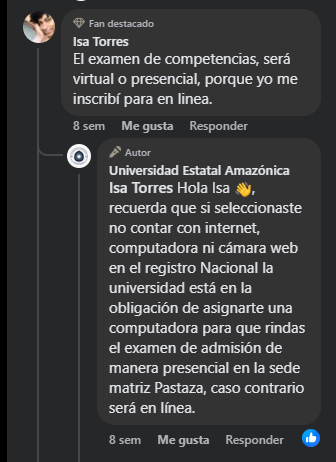 Fan destacado
Isa Torres
El examen de competencias, será
virtual o presencial, porque yo me
inscribí para en linea.
8 sem Me gusta Responder
Autor
Universidad Estatal Amazónica
Isa Torres Hola Isa 👋,
recuerda que si seleccionaste
no contar con internet,
computadora ni cámara web
en el registro Nacional la
universidad está en la
obligación de asignarte una
computadora para que rindas
el examen de admisión de
manera presencial en la sede
matriz Pastaza, caso contrario
será en línea.
8 sem Me gusta Responder